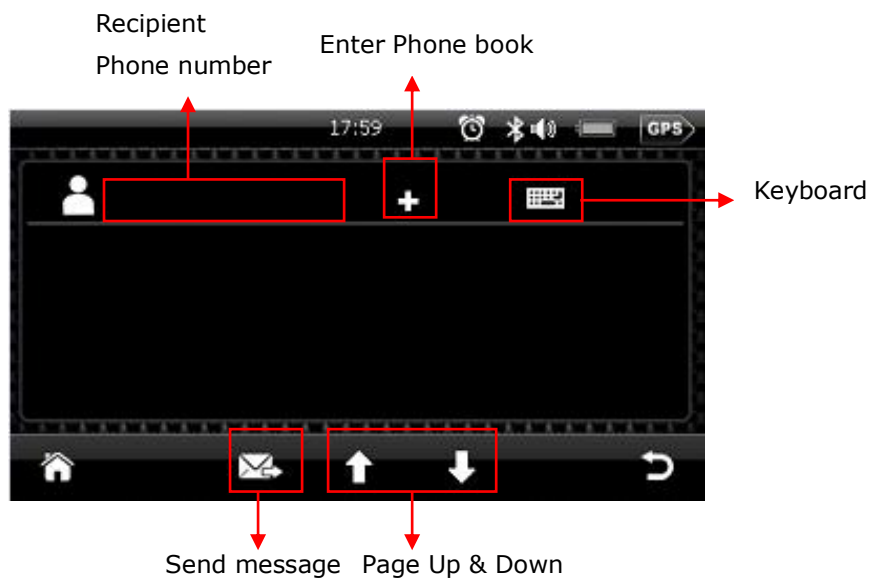 Recipient
Phone number
Enter Phone book
17:59
GPS
Keyboard
Send message
Page Up & Down